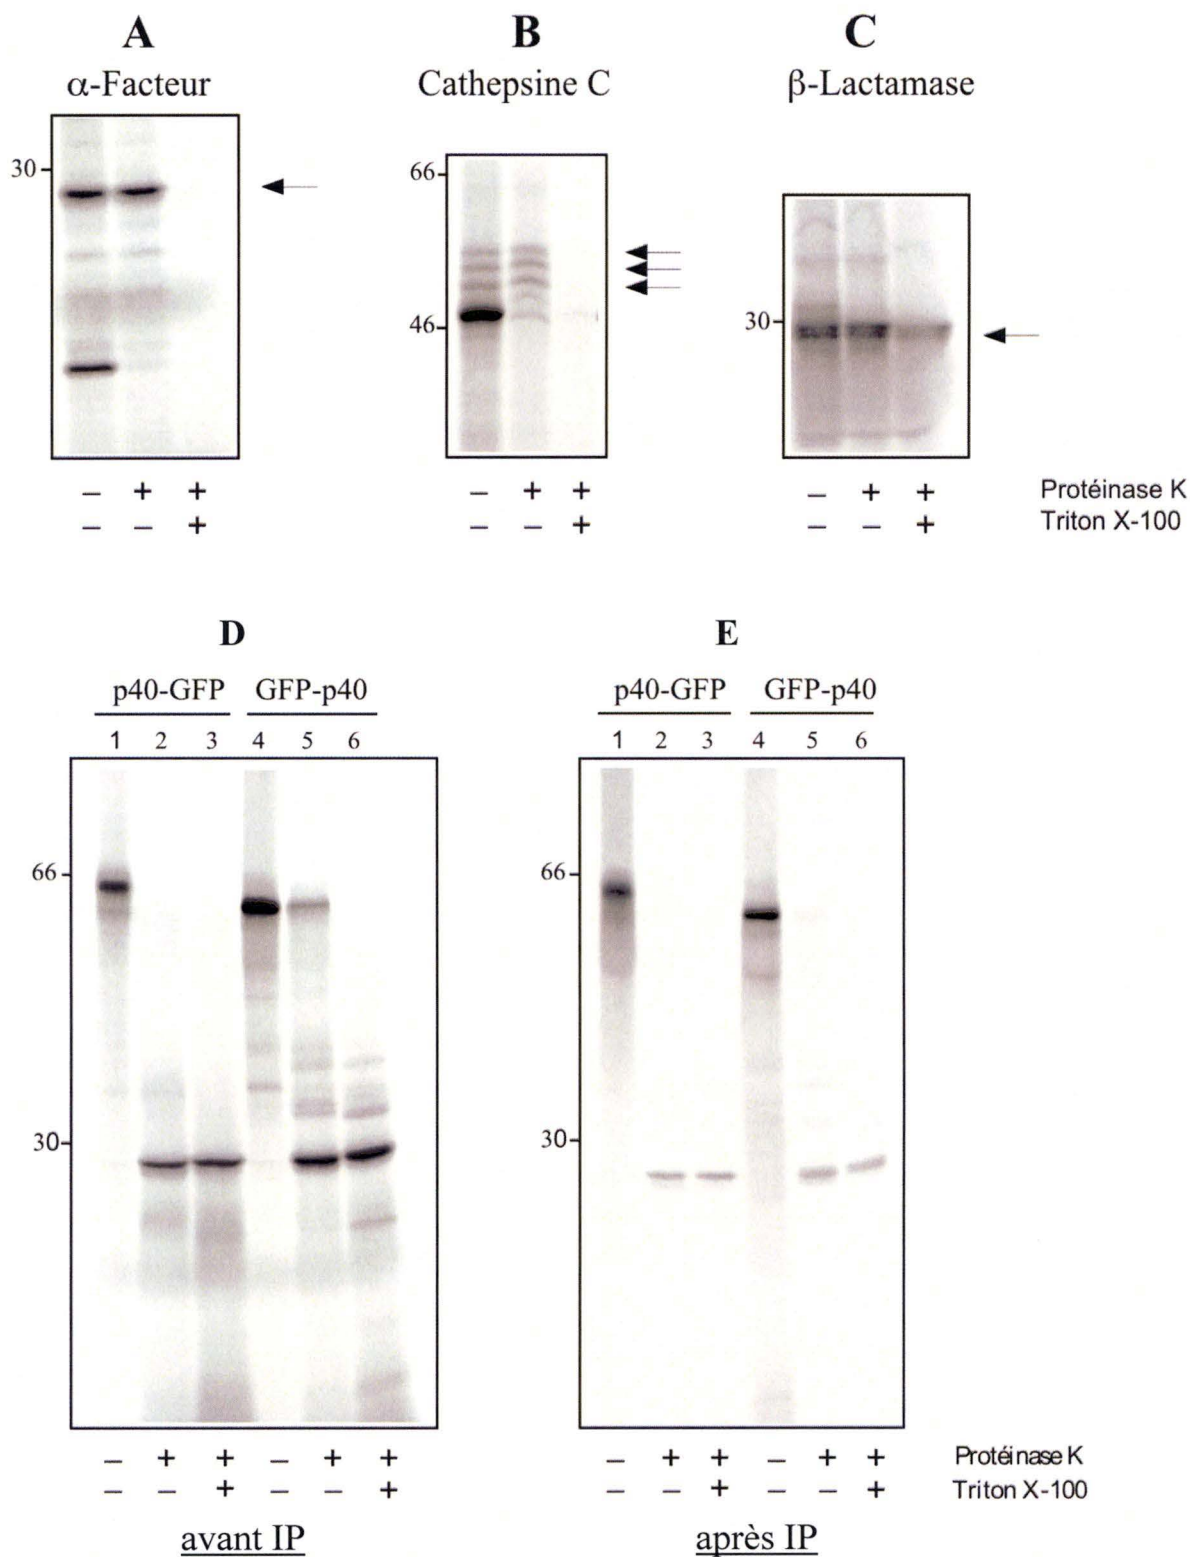 A B C
α-Facteur Cathepsine C β-Lactamase
30
66
46
30
– + + – + + – + + Protéinase K
– – + – – + – – + Triton X-100
D E
p40-GFP GFP-p40 p40-GFP GFP-p40
1 2 3 4 5 6 1 2 3 4 5 6
66 66
30 30
– + + – + + – + + – + + Protéinase K
– – + – – + – – + – – + Triton X-100
avant IP après IP